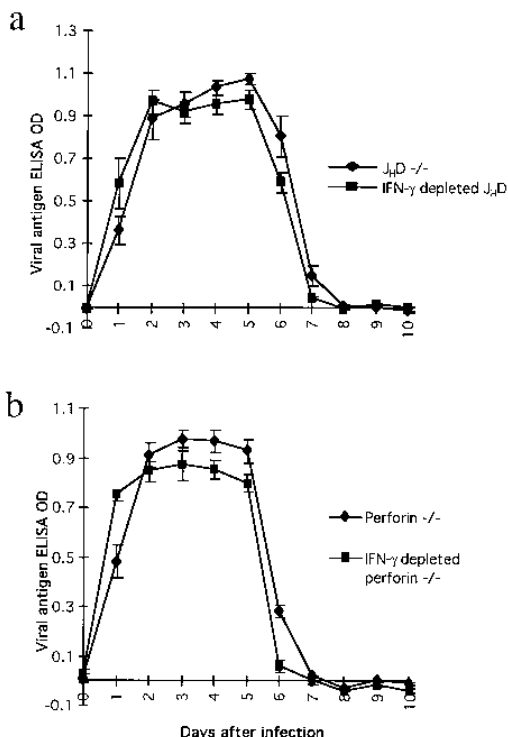 a
1.3
1.1
0.9
0.7
0.5
0.3
0.1
-0.1
Viral antigen ELISA OD
0 1 2 3 4 5 6 7 8 9 10
JHD -/-
IFN-γ depleted JHD
b
1.1
0.9
0.7
0.5
0.3
0.1
-0.1
Viral antigen ELISA OD
0 1 2 3 4 5 6 7 8 9 10
Perforin -/-
IFN-γ depleted
perforin -/-
Days after infection